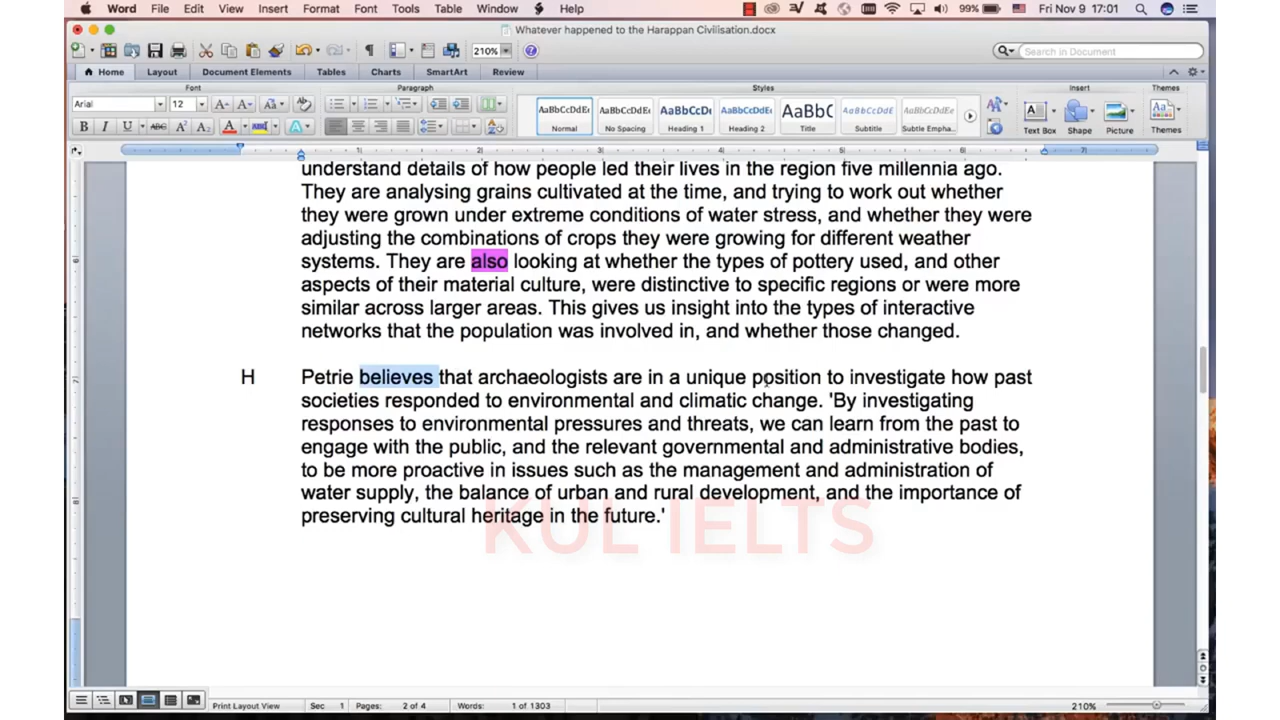 Word File Edit View Insert Format Font Tools Table Window Help 99% Fri Nov 9 17:01
Whatever happened to the Harappan Civilisation.docx
210% Search in Document
Home Layout Document Elements Tables Charts SmartArt Review
Font Paragraph Styles Insert Themes
Arial 12
AaBbCcDdEe AaBbCcDdEe AaBbCcDc AaBbCcDdEe AaBbC AaBbCcDdEe AaBbCcDdEe
Normal No Spacing Heading 1 Heading 2 Title Subtitle Subtle Empha... Text Box Shape Picture Themes
understand details of how people led their lives in the region five millennia ago.
They are analysing grains cultivated at the time, and trying to work out whether
they were grown under extreme conditions of water stress, and whether they were
adjusting the combinations of crops they were growing for different weather
systems. They are also looking at whether the types of pottery used, and other
aspects of their material culture, were distinctive to specific regions or were more
similar across larger areas. This gives us insight into the types of interactive
networks that the population was involved in, and whether those changed.
H Petrie believes that archaeologists are in a unique position to investigate how past
societies responded to environmental and climatic change. 'By investigating
responses to environmental pressures and threats, we can learn from the past to
engage with the public, and the relevant governmental and administrative bodies,
to be more proactive in issues such as the management and administration of
water supply, the balance of urban and rural development, and the importance of
preserving cultural heritage in the future.'
KUL IELTS
Print Layout View Sec 1 Pages: 2 of 4 Words: 1 of 1303 210%